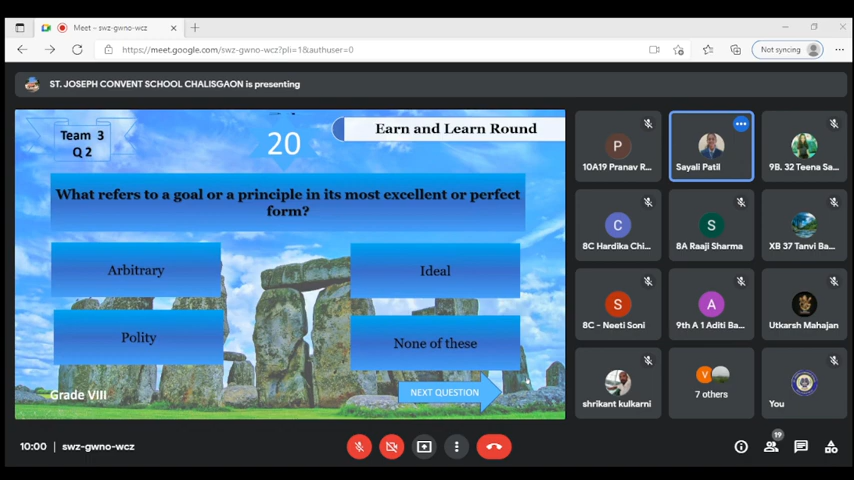 Meet – swz-gwno-wcz
https://meet.google.com/swz-gwno-wcz?pli=1&authuser=0
Not syncing
ST. JOSEPH CONVENT SCHOOL CHALISGAON is presenting
Team 3
Q 2
20
Earn and Learn Round
What refers to a goal or a principle in its most excellent or perfect
form?
Arbitrary
Ideal
Polity
None of these
NEXT QUESTION
Grade VIII
P
10A19 Pranav R...
Sayali Patil
9B. 32 Teena Sa...
C
8C Hardika Chi...
S
8A Raaji Sharma
XB 37 Tanvi Ba...
S
8C - Neeti Soni
A
9th A 1 Aditi Ba...
Utkarsh Mahajan
shrikant kulkarni
V
7 others
You
10:00 | swz-gwno-wcz
19